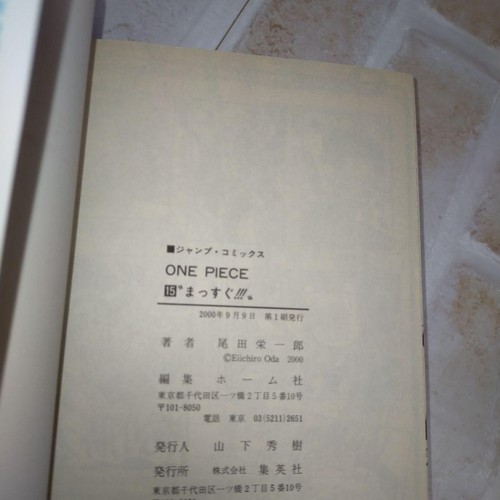 ■ジャンプ・コミックス
ONE PIECE
15 〝まっすぐ!!!〟
2000年9月9日 第1刷発行
著者 尾田栄一郎
©Eiichiro Oda 2000
編集 ホーム社
東京都千代田区一ツ橋2丁目5番10号
〒101-8050
電話 東京 03(5211)2651
発行人 山下秀樹
発行所 株式会社 集英社
東京都千代田区一ツ橋2丁目5番10号